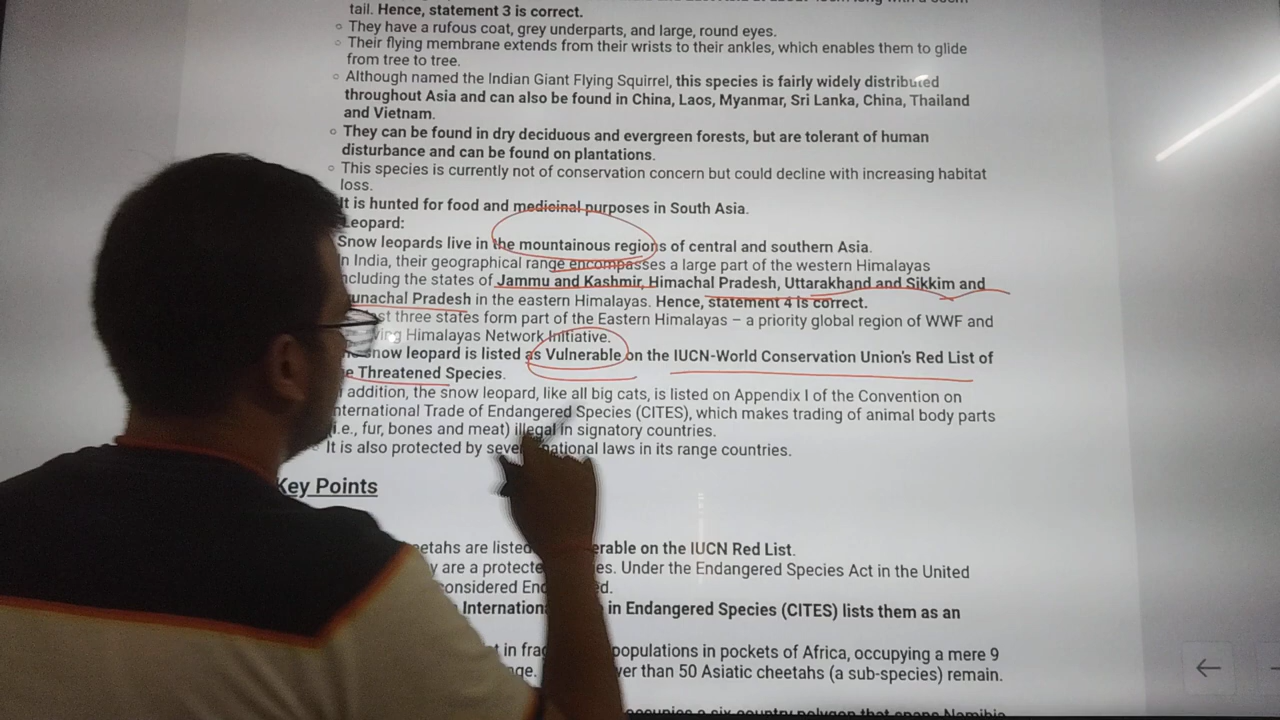 tail. Hence, statement 3 is correct.
They have a rufous coat, grey underparts, and large, round eyes.
Their flying membrane extends from their wrists to their ankles, which enables them to glide
from tree to tree.
Although named the Indian Giant Flying Squirrel, this species is fairly widely distributed
throughout Asia and can also be found in China, Laos, Myanmar, Sri Lanka, China, Thailand
and Vietnam.
They can be found in dry deciduous and evergreen forests, but are tolerant of human
disturbance and can be found on plantations.
This species is currently not of conservation concern but could decline with increasing habitat
loss.
It is hunted for food and medicinal purposes in South Asia.
Leopard:
Snow leopards live in the mountainous regions of central and southern Asia.
In India, their geographical range encompasses a large part of the western Himalayas
including the states of Jammu and Kashmir, Himachal Pradesh, Uttarakhand and Sikkim and
Pradesh in the eastern Himalayas. Hence, statement 4 is correct.
three states form part of the Eastern Himalayas – a priority global region of WWF and
Himalayas Network Initiative.
snow leopard is listed as Vulnerable on the IUCN-World Conservation Union's Red List of
Threatened Species.
addition, the snow leopard, like all big cats, is listed on Appendix I of the Convention on
International Trade of Endangered Species (CITES), which makes trading of animal body parts
(i.e., fur, bones and meat) illegal in signatory countries.
It is also protected by national laws in its range countries.
Key Points
are listed on the IUCN Red List.
are a Under the Endangered Species Act in the United
considered
in Endangered Species (CITES) lists them as an
in populations in pockets of Africa, occupying a mere 9
than 50 Asiatic cheetahs (a sub-species) remain.